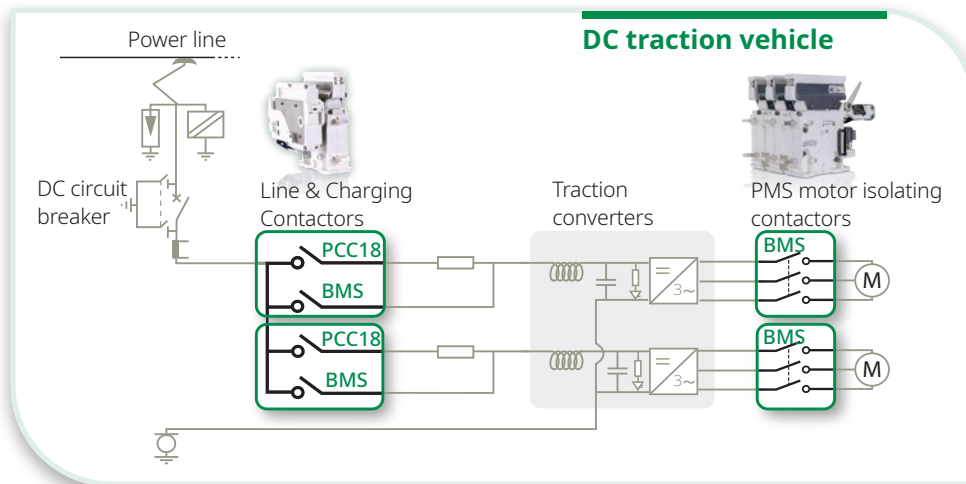 DC traction vehicle
Power line
DC circuit
breaker
Line & Charging
Contactors
Traction
converters
PMS motor isolating
contactors
PCC18
BMS
PCC18
BMS
=
3~
=
3~
BMS
M
BMS
M